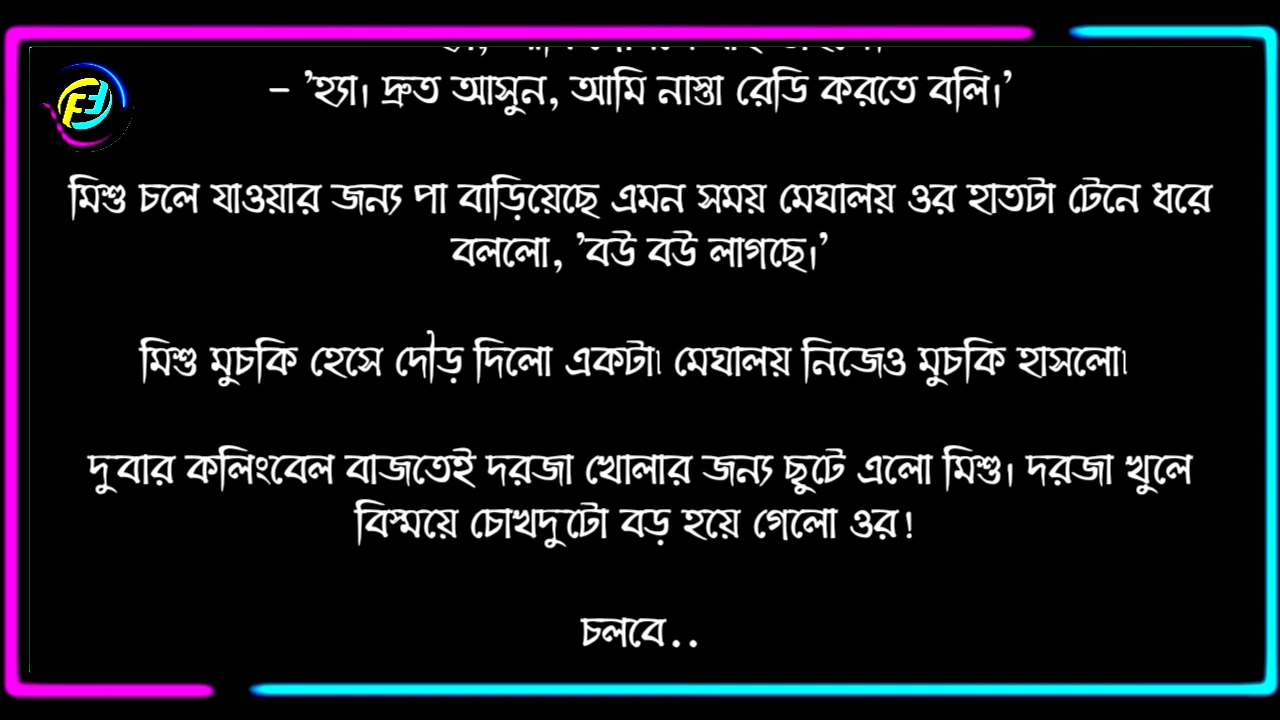 – 'হ্যা। দ্রুত আসুন, আমি নাস্তা রেডি করতে বলি।'
মিশু চলে যাওয়ার জন্য পা বাড়িয়েছে এমন সময় মেঘালয় ওর হাতটা টেনে ধরে
বললো, 'বউ বউ লাগছে।'
মিশু মুচকি হেসে দৌড় দিলো একটা৷ মেঘালয় নিজেও মুচকি হাসলো৷
দুবার কলিংবেল বাজতেই দরজা খোলার জন্য ছুটে এলো মিশু। দরজা খুলে
বিস্ময়ে চোখদুটো বড় হয়ে গেলো ওর!
চলবে..